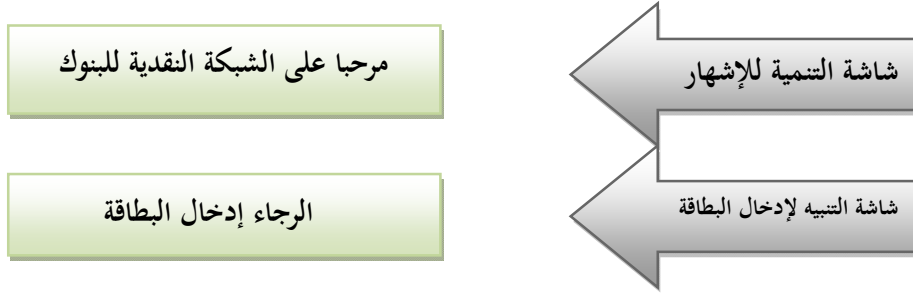 شاشة التنمية للإشهار
مرحبا على الشبكة النقدية للبنوك
شاشة التنبيه لإدخال البطاقة
الرجاء إدخال البطاقة